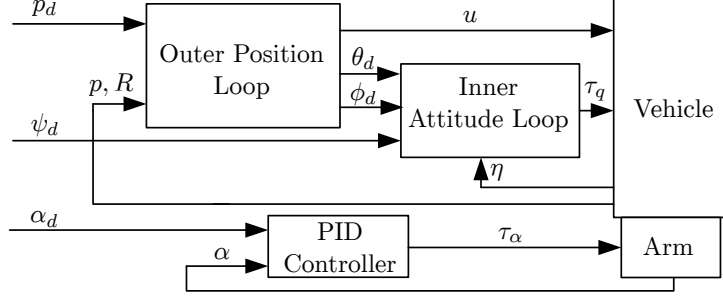 p_d
u
Outer Position
Loop
θ_d
Inner
Attitude Loop
τ_q
Vehicle
p, R
ϕ_d
ψ_d
η
α_d
PID
Controller
τ_α
Arm
α